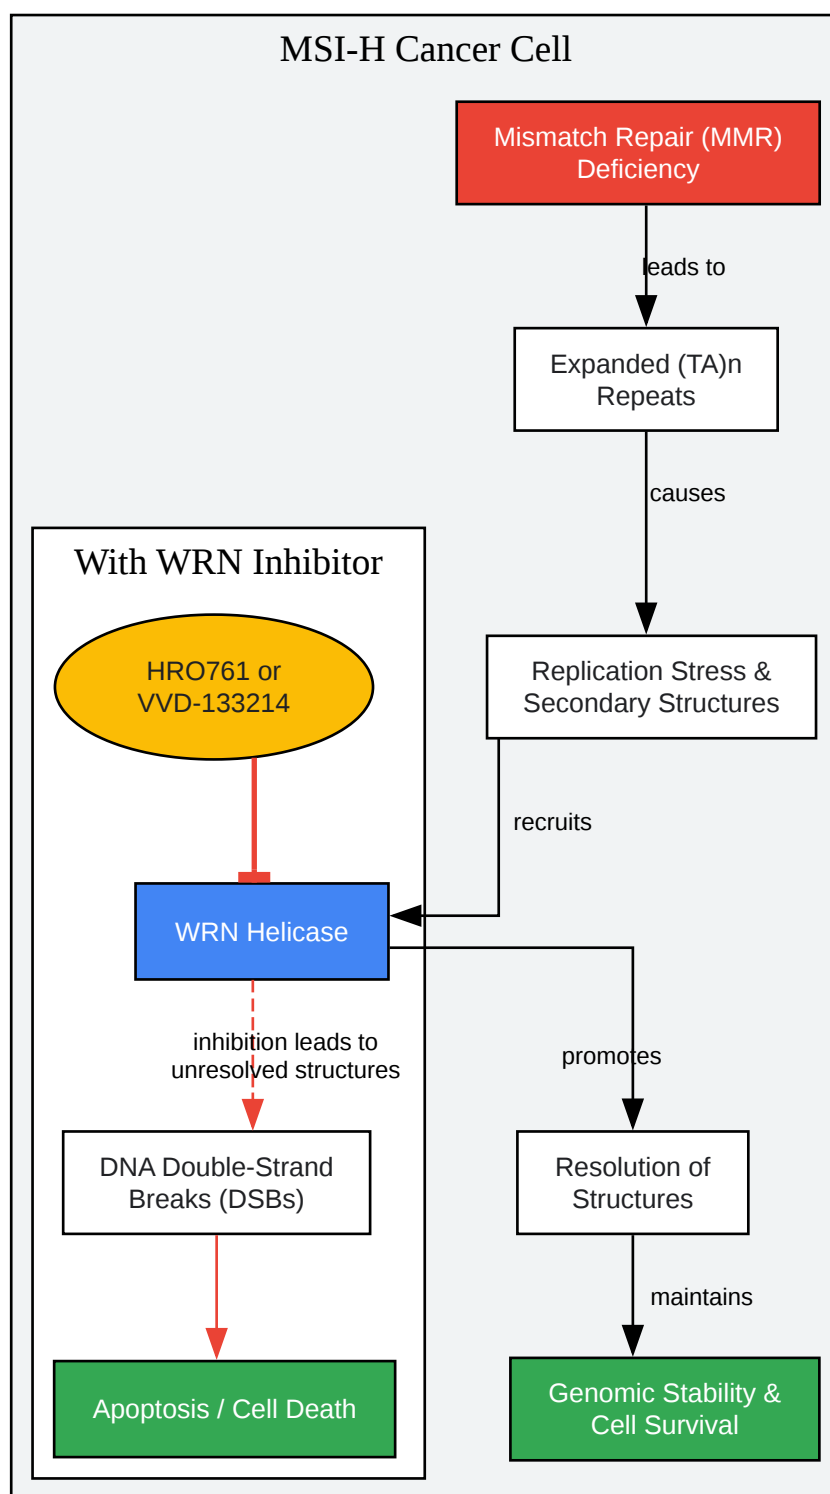 MSI-H Cancer Cell
Mismatch Repair (MMR)
Deficiency
leads to
Expanded (TA)n
Repeats
causes
With WRN Inhibitor
HRO761 or
VVD-133214
Replication Stress &
Secondary Structures
recruits
WRN Helicase
inhibition leads to
unresolved structures
promotes
DNA Double-Strand
Breaks (DSBs)
Resolution of
Structures
maintains
Apoptosis / Cell Death
Genomic Stability &
Cell Survival